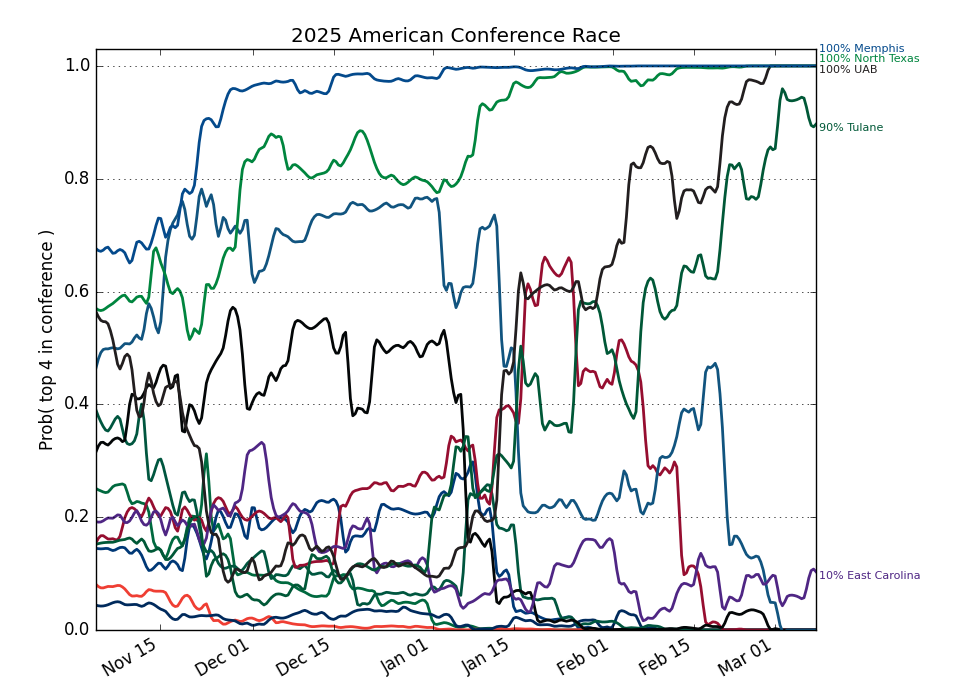 2025 American Conference Race
100% Memphis
100% North Texas
100% UAB
90% Tulane
10% East Carolina
Prob( top 4 in conference )
1.0
0.8
0.6
0.4
0.2
0.0
Nov 15
Dec 01
Dec 15
Jan 01
Jan 15
Feb 01
Feb 15
Mar 01